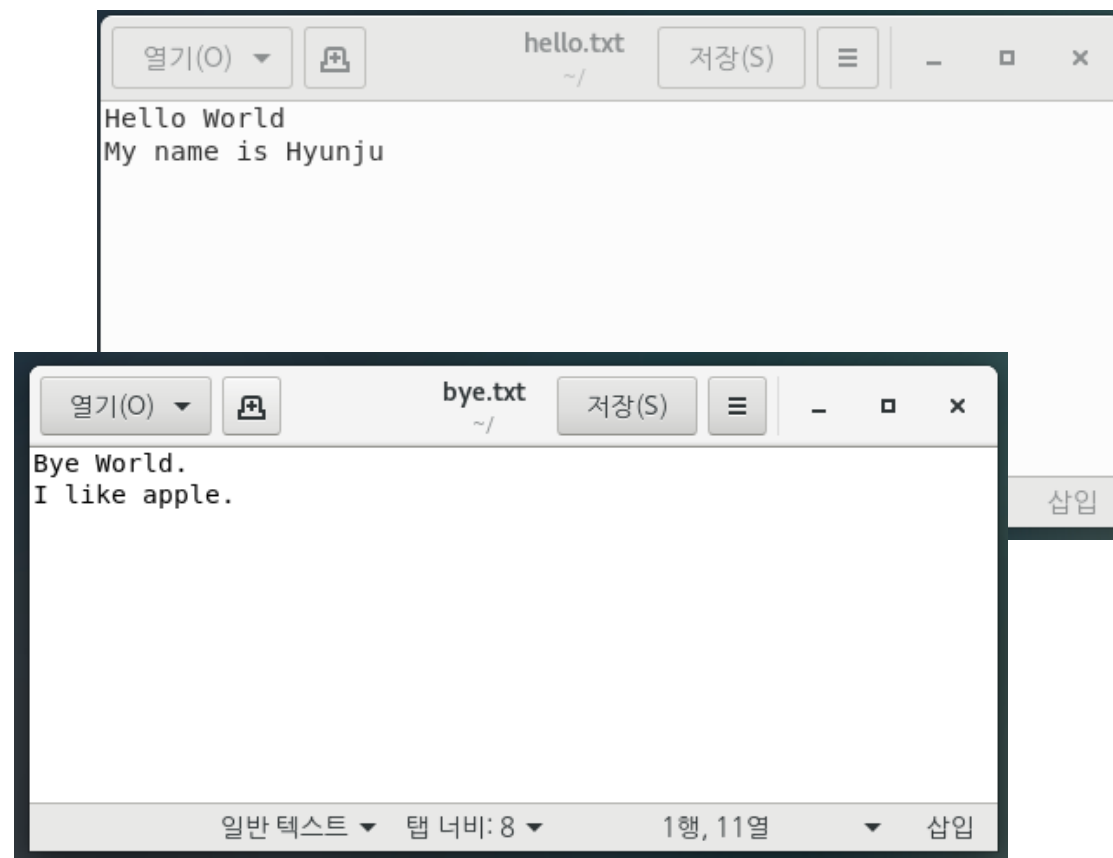 열기(O) hello.txt 저장(S)
~/
Hello World
My name is Hyunju
삽입
열기(O) bye.txt 저장(S)
~/
Bye World.
I like apple.
일반 텍스트 탭 너비: 8 1행, 11열 삽입